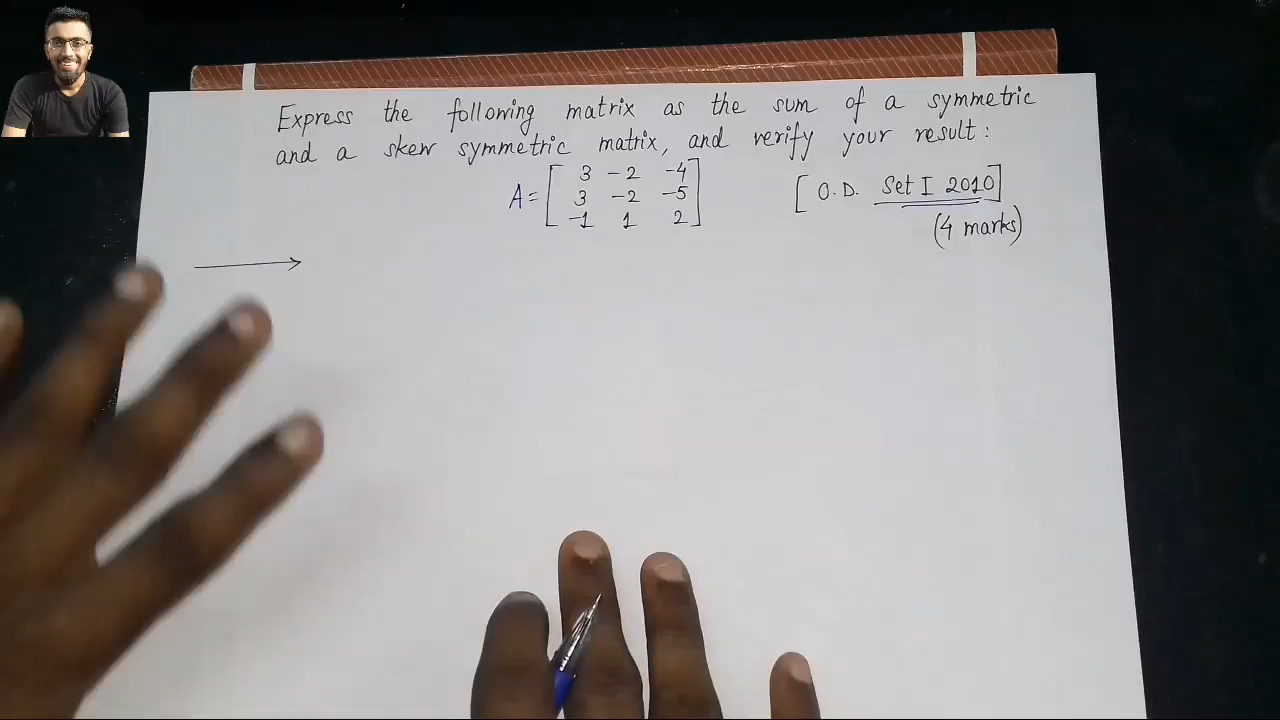 Express the following matrix as the sum of a symmetric
and a skew symmetric matrix, and verify your result:
A = [ 3 -2 -4
3 -2 -5
-1 1 2 ]
[ O.D. Set I 2010]
(4 marks)